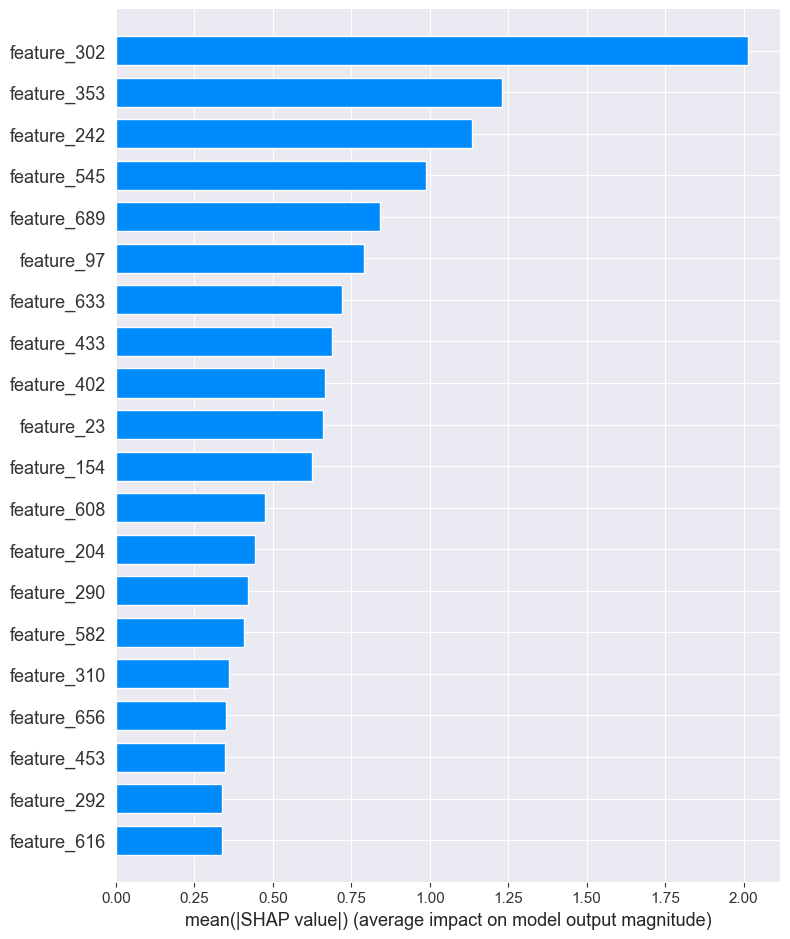 feature_302
feature_353
feature_242
feature_545
feature_689
feature_97
feature_633
feature_433
feature_402
feature_23
feature_154
feature_608
feature_204
feature_290
feature_582
feature_310
feature_656
feature_453
feature_292
feature_616
0.00 0.25 0.50 0.75 1.00 1.25 1.50 1.75 2.00
mean(|SHAP value|) (average impact on model output magnitude)